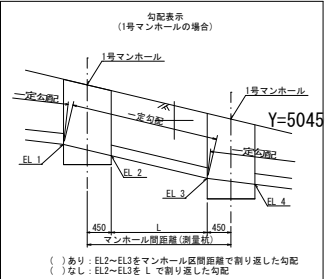 勾配表示
(1号マンホールの場合)
1号マンホール
1号マンホール
一定勾配
一定勾配
Y=5045
一定勾配
EL 1
EL 2
EL 3
EL 4
450
L
450
マンホール間距離(測量杭)
( )あり:EL2~EL3をマンホール区間距離で割り返した勾配
( )なし:EL2~EL3を L で割り返した勾配